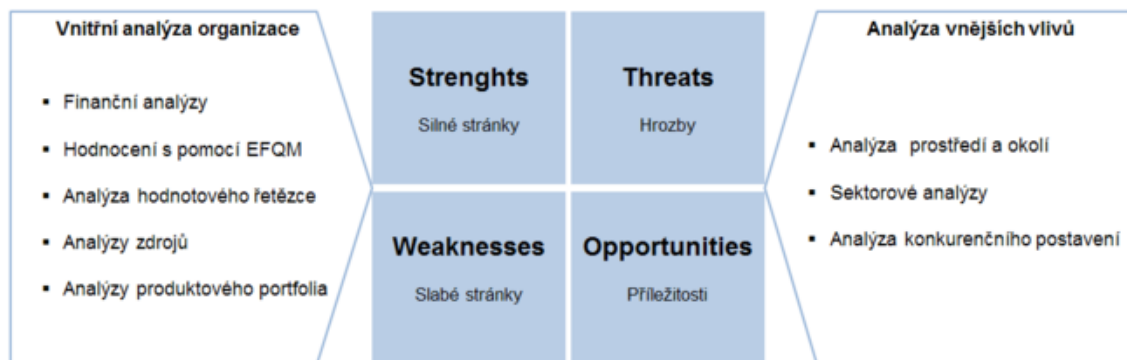 Vnitřní analýza organizace
▪ Finanční analýzy
▪ Hodnocení s pomocí EFQM
▪ Analýza hodnotového řetězce
▪ Analýzy zdrojů
▪ Analýzy produktového portfolia
Strenghts
Silné stránky
Threats
Hrozby
Weaknesses
Slabé stránky
Opportunities
Příležitosti
Analýza vnějších vlivů
▪ Analýza prostředí a okolí
▪ Sektorové analýzy
▪ Analýza konkurenčního postavení